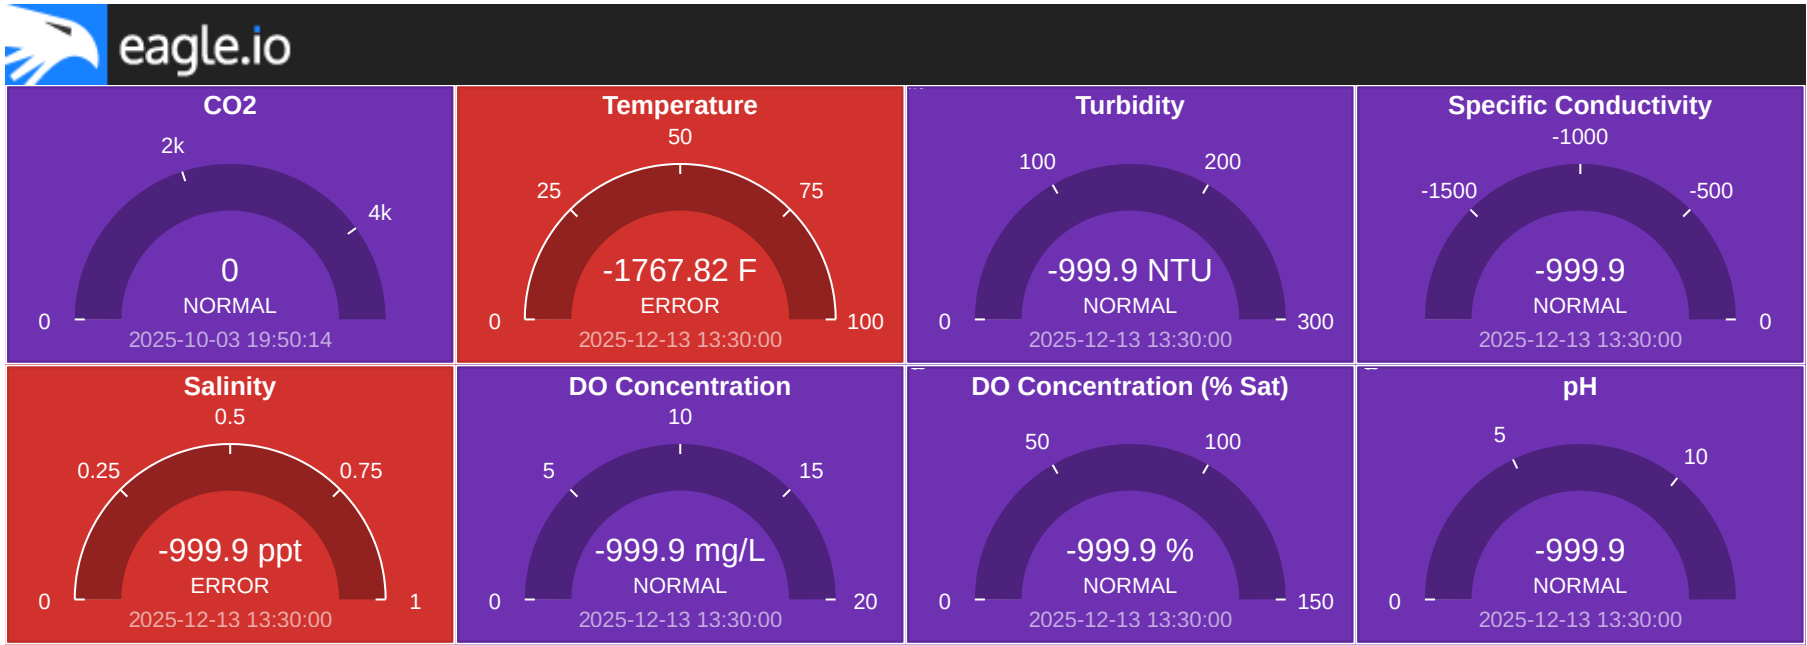 eagle.io
CO2
2k
4k
0
0
NORMAL
2025-10-03 19:50:14
Temperature
50
25
75
-1767.82 F
ERROR
0
100
2025-12-13 13:30:00
Turbidity
100
200
-999.9 NTU
NORMAL
0
300
2025-12-13 13:30:00
Specific Conductivity
-1000
-1500
-500
-999.9
NORMAL
0
2025-12-13 13:30:00
Salinity
0.5
0.25
0.75
-999.9 ppt
ERROR
0
1
2025-12-13 13:30:00
DO Concentration
10
5
15
-999.9 mg/L
NORMAL
0
20
2025-12-13 13:30:00
DO Concentration (% Sat)
50
100
-999.9 %
NORMAL
0
150
2025-12-13 13:30:00
pH
5
10
-999.9
NORMAL
0
2025-12-13 13:30:00